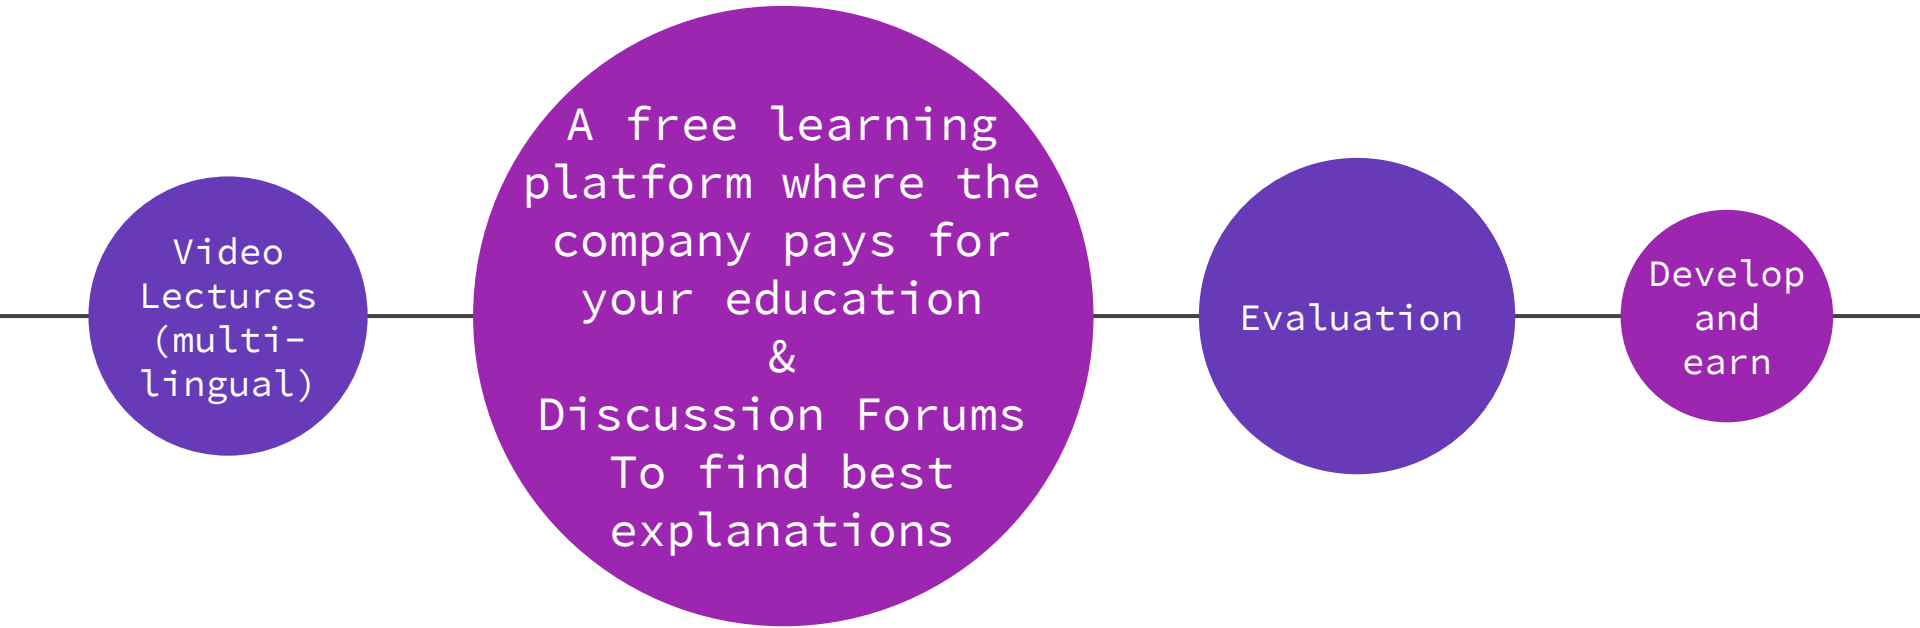 Video
Lectures
(multi-
lingual)
A free learning
platform where the
company pays for
your education
&
Discussion Forums
To find best
explanations
Evaluation
Develop
and
earn